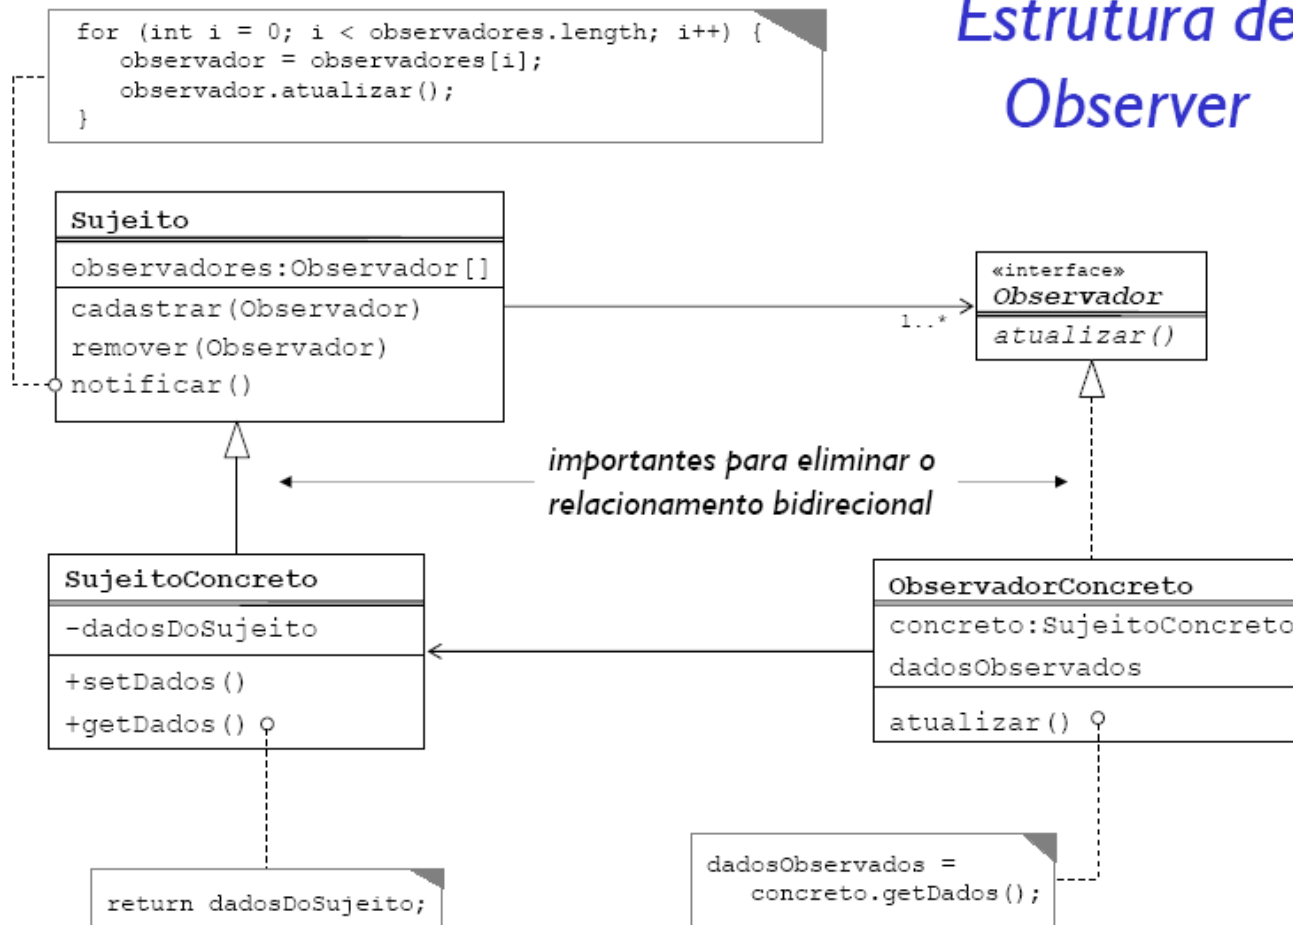 Estrutura de
Observer
for (int i = 0; i < observadores.length; i++) {
observador = observadores[i];
observador.atualizar();
}
Sujeito
observadores:Observador[]
cadastrar(Observador)
remover(Observador)
notificar()
1..*
«interface»
Observador
atualizar()
importantes para eliminar o
relacionamento bidirecional
SujeitoConcreto
-dadosDoSujeito
+setDados()
+getDados()
ObservadorConcreto
concreto:SujeitoConcreto
dadosObservados
atualizar()
return dadosDoSujeito;
dadosObservados =
concreto.getDados();